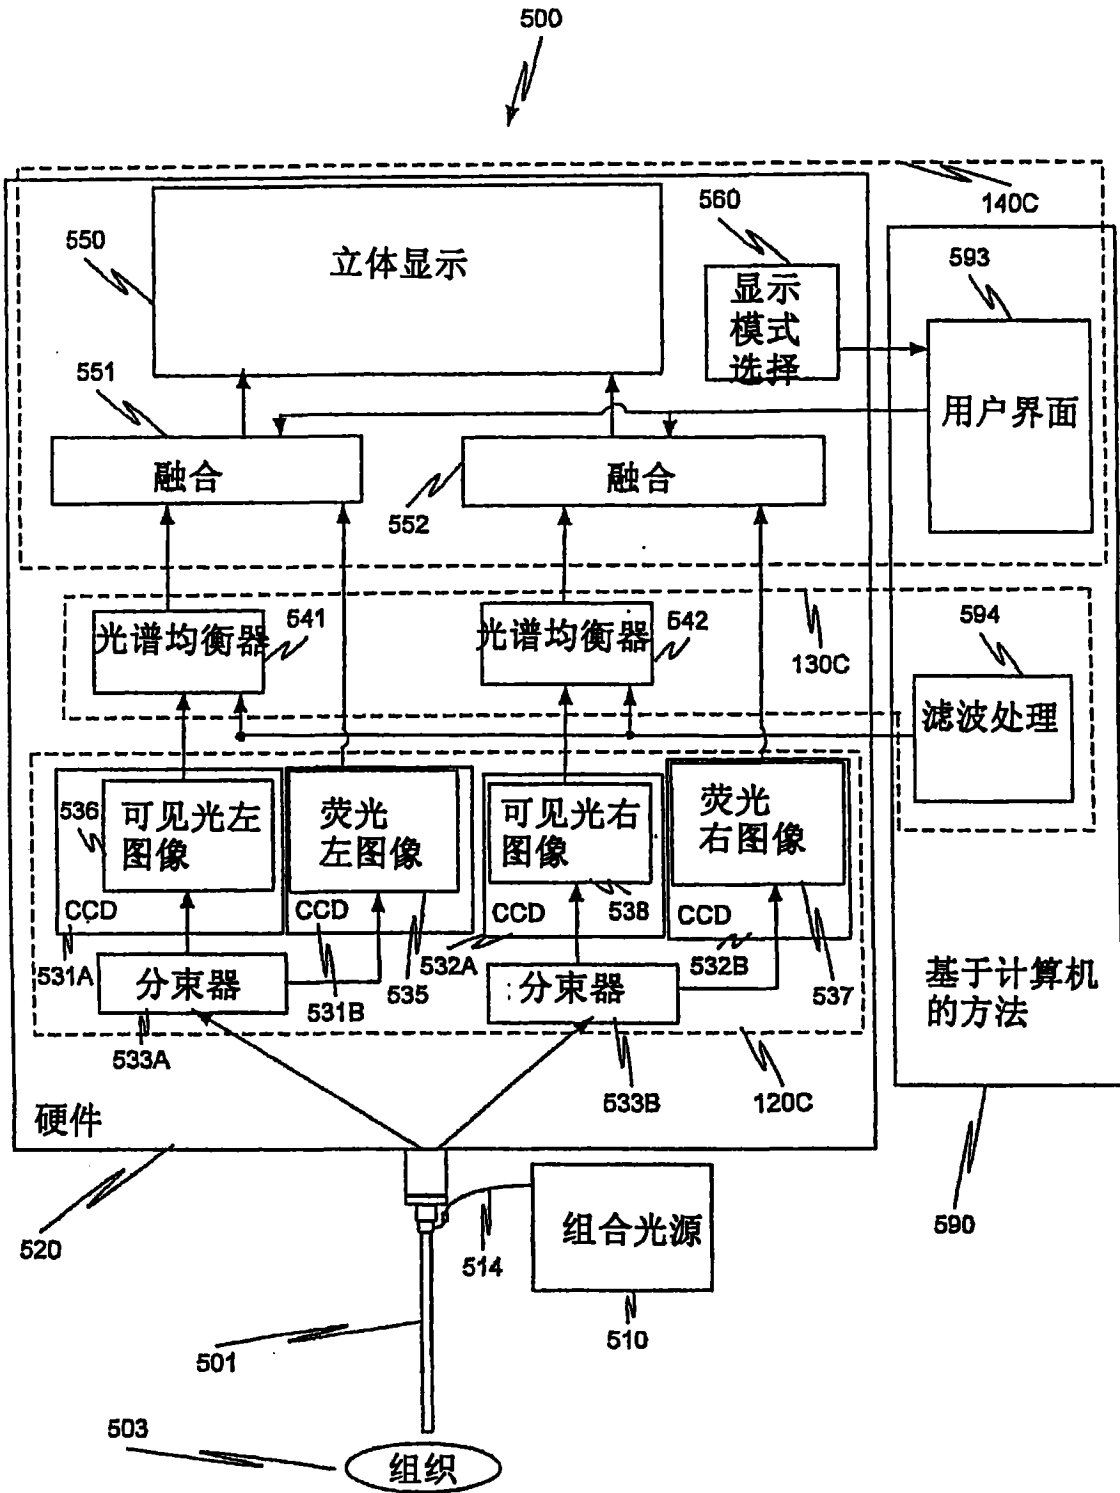 500
140C
560
593
550
立体显示
显示
模式
选择
551
用户界面
融合
552
融合
光谱均衡器
541
光谱均衡器
542
130C
594
滤波处理
536
可见光左
图像
荧光
左图像
可见光右
图像
荧光
右图像
538
CCD
CCD
CCD
CCD
531A
分束器
531B
535
532A
分束器
532B
537
基于计算机
的方法
533A
533B
120C
硬件
520
514
组合光源
590
510
501
503
组织